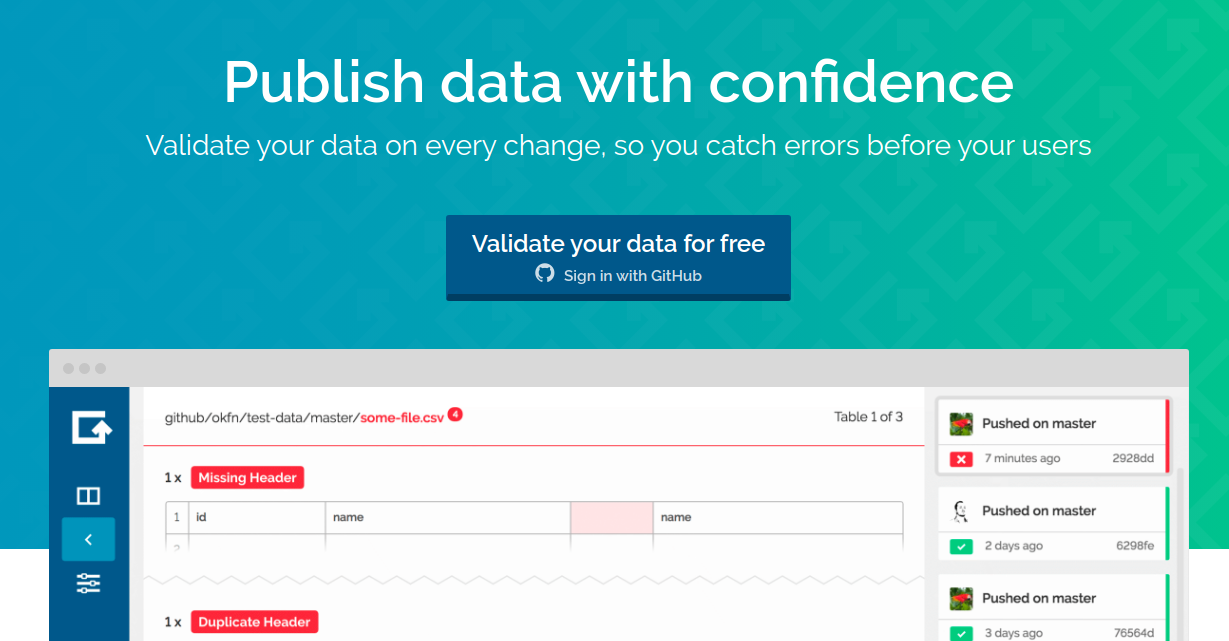 Publish data with confidence
Validate your data on every change, so you catch errors before your users
Validate your data for free
Sign in with GitHub
github/okfn/test-data/master/some-file.csv 4
Table 1 of 3
1 x Missing Header
1 id name name
2
1 x Duplicate Header
Pushed on master
7 minutes ago 2928dd
Pushed on master
2 days ago 6298fe
Pushed on master
3 days ago 76564d